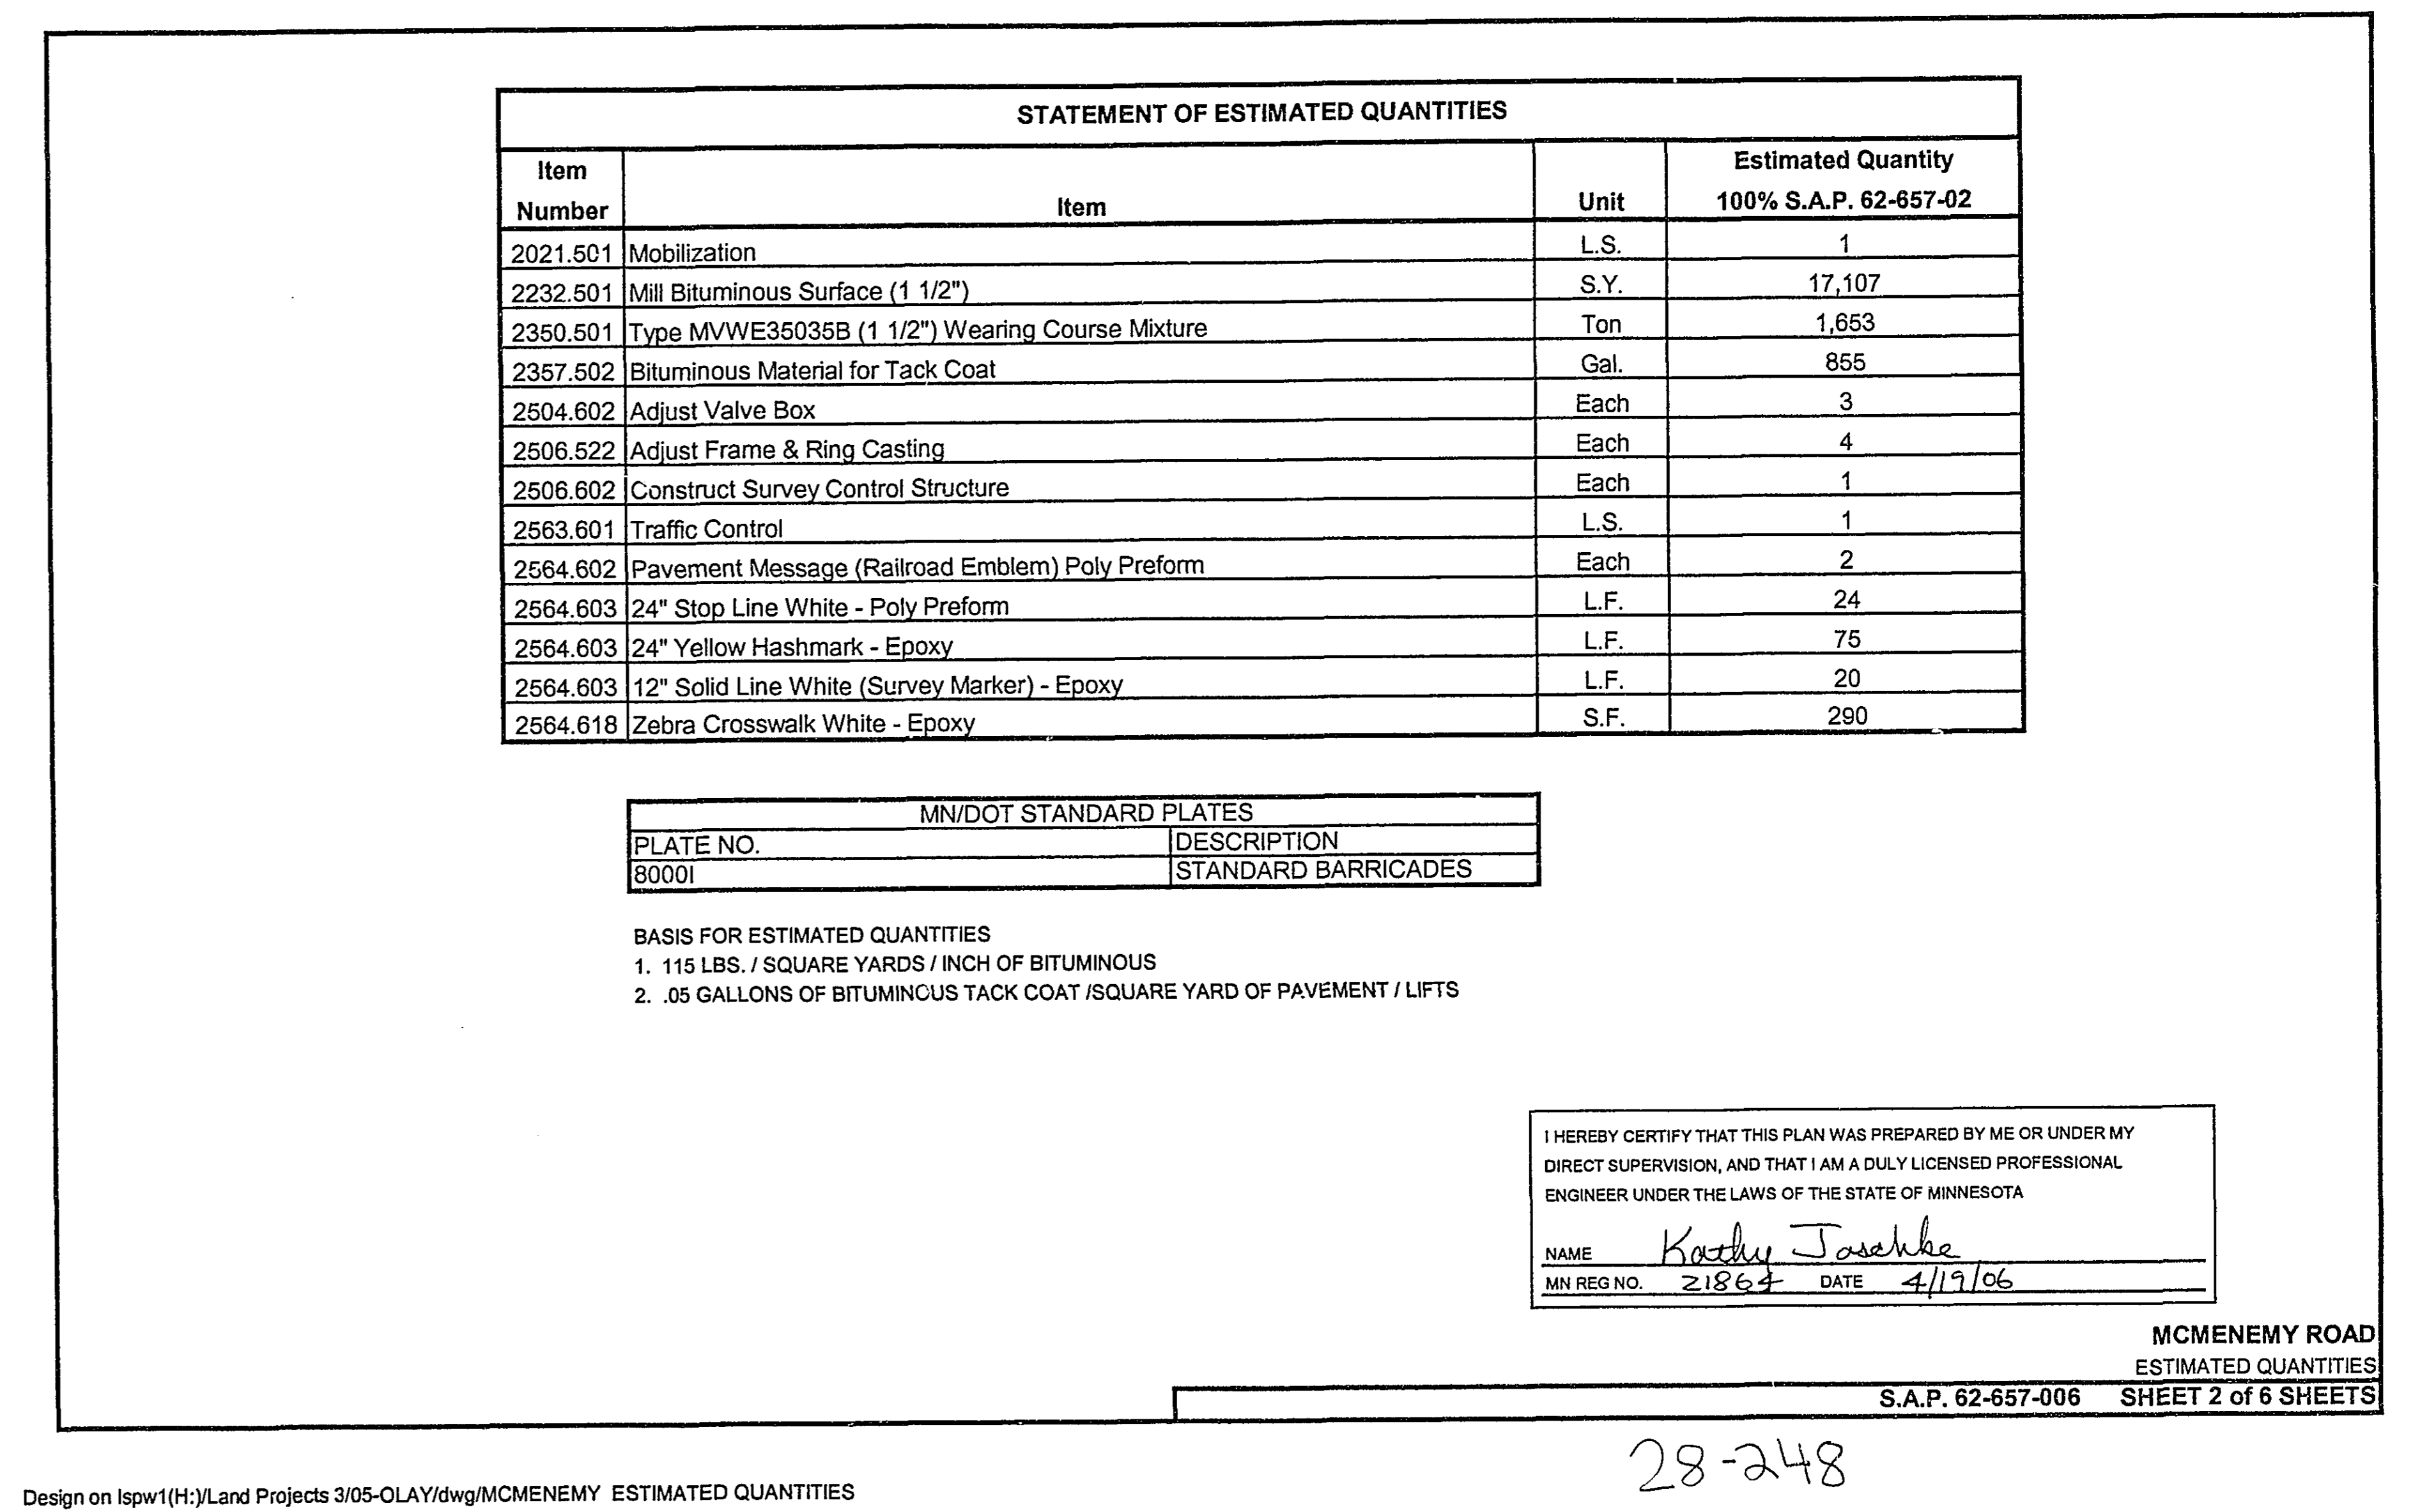 STATEMENT OF ESTIMATED QUANTITIES
Item Number | Item | Unit | Estimated Quantity 100% S.A.P. 62-657-02
2021.501 | Mobilization | L.S. | 1
2232.501 | Mill Bituminous Surface (1 1/2") | S.Y. | 17,107
2350.501 | Type MVWE35035B (1 1/2") Wearing Course Mixture | Ton | 1,653
2357.502 | Bituminous Material for Tack Coat | Gal. | 855
2504.602 | Adjust Valve Box | Each | 3
2506.522 | Adjust Frame & Ring Casting | Each | 4
2506.602 | Construct Survey Control Structure | Each | 1
2563.601 | Traffic Control | L.S. | 1
2564.602 | Pavement Message (Railroad Emblem) Poly Preform | Each | 2
2564.603 | 24" Stop Line White - Poly Preform | L.F. | 24
2564.603 | 24" Yellow Hashmark - Epoxy | L.F. | 75
2564.603 | 12" Solid Line White (Survey Marker) - Epoxy | L.F. | 20
2564.618 | Zebra Crosswalk White - Epoxy | S.F. | 290
MN/DOT STANDARD PLATES
PLATE NO. | DESCRIPTION
8000I | STANDARD BARRICADES
BASIS FOR ESTIMATED QUANTITIES
1. 115 LBS. / SQUARE YARDS / INCH OF BITUMINOUS
2. .05 GALLONS OF BITUMINOUS TACK COAT /SQUARE YARD OF PAVEMENT / LIFTS
I HEREBY CERTIFY THAT THIS PLAN WAS PREPARED BY ME OR UNDER MY
DIRECT SUPERVISION, AND THAT I AM A DULY LICENSED PROFESSIONAL
ENGINEER UNDER THE LAWS OF THE STATE OF MINNESOTA
NAME Kathy Jaschke
MN REG NO. 21864 DATE 4/19/06
MCMENEMY ROAD
ESTIMATED QUANTITIES
S.A.P. 62-657-006 SHEET 2 of 6 SHEETS
28-248
Design on lspw1(H:)/Land Projects 3/05-OLAY/dwg/MCMENEMY ESTIMATED QUANTITIES